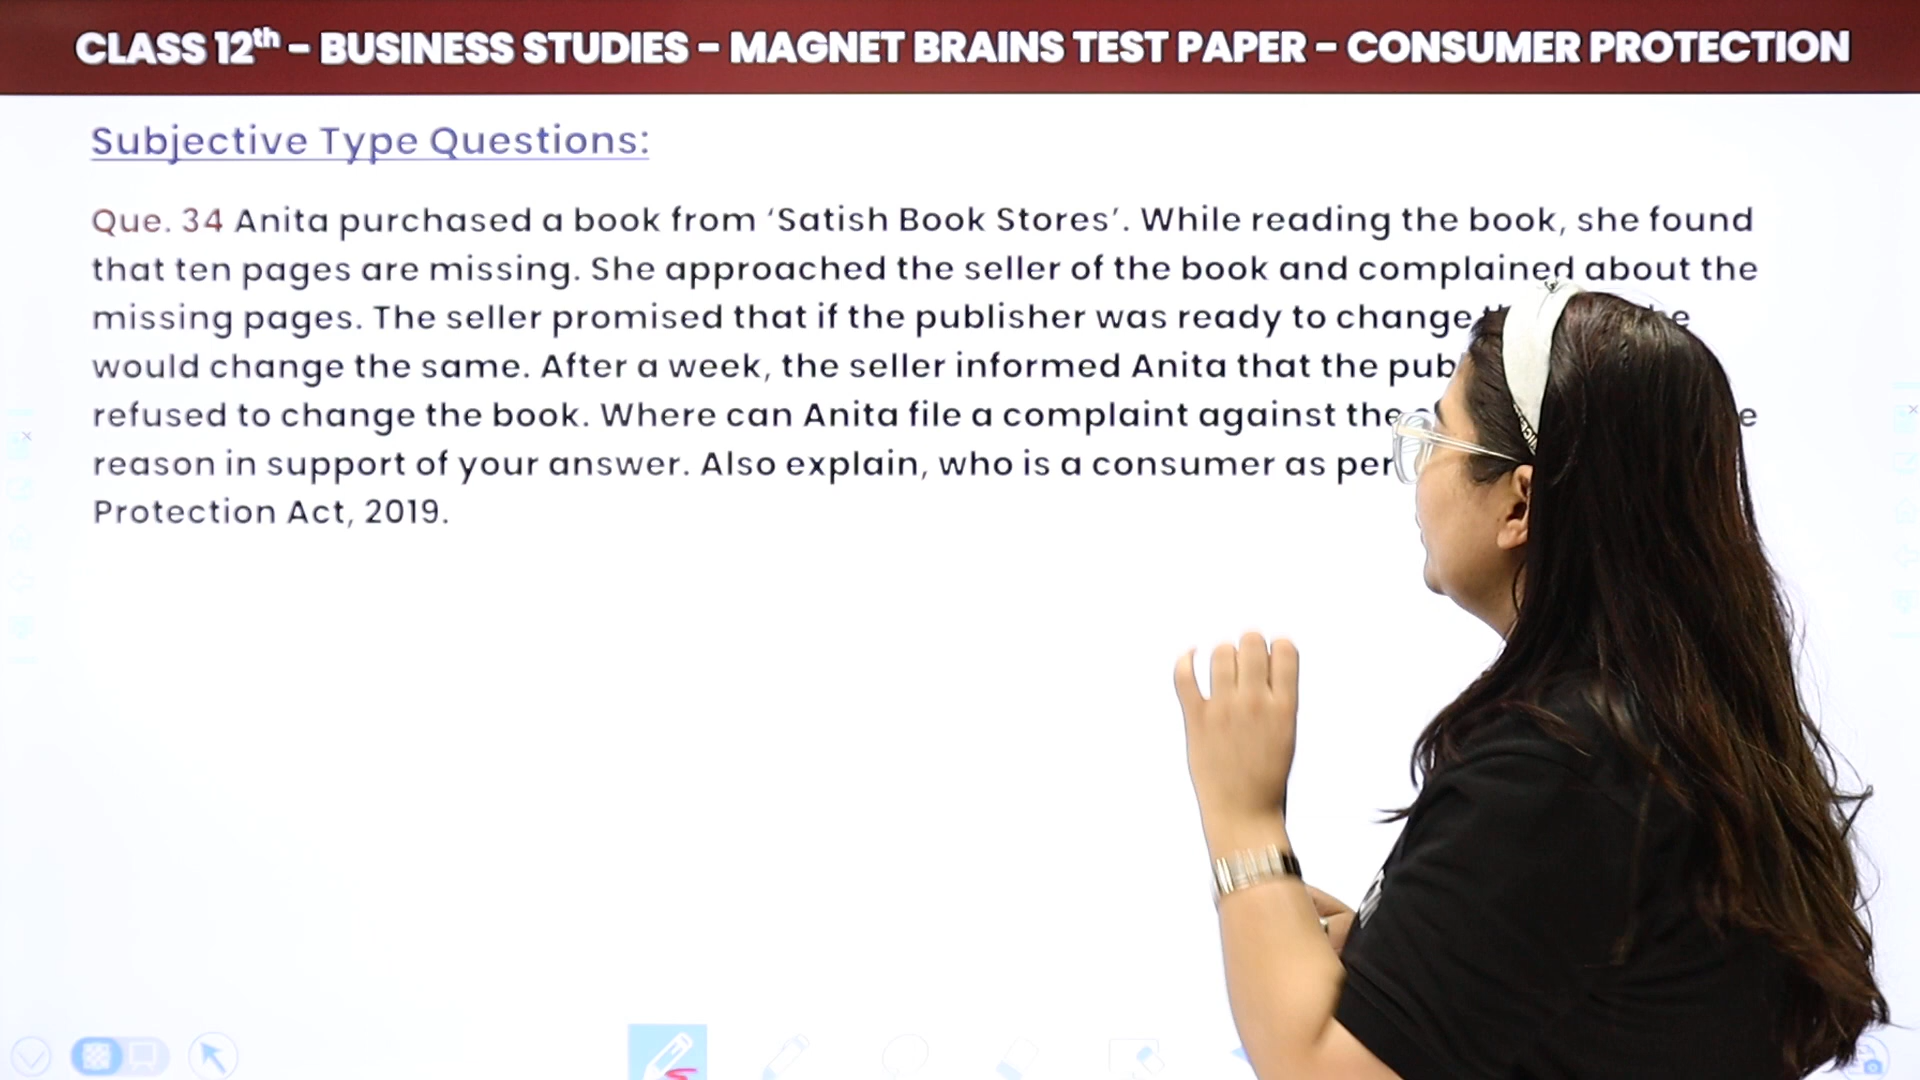 CLASS 12th – BUSINESS STUDIES – MAGNET BRAINS TEST PAPER – CONSUMER PROTECTION
Subjective Type Questions:
Que. 34 Anita purchased a book from ‘Satish Book Stores’. While reading the book, she found
that ten pages are missing. She approached the seller of the book and complained about the
missing pages. The seller promised that if the publisher was ready to change
would change the same. After a week, the seller informed Anita that the
refused to change the book. Where can Anita file a complaint against the
reason in support of your answer. Also explain, who is a consumer as per
Protection Act, 2019.